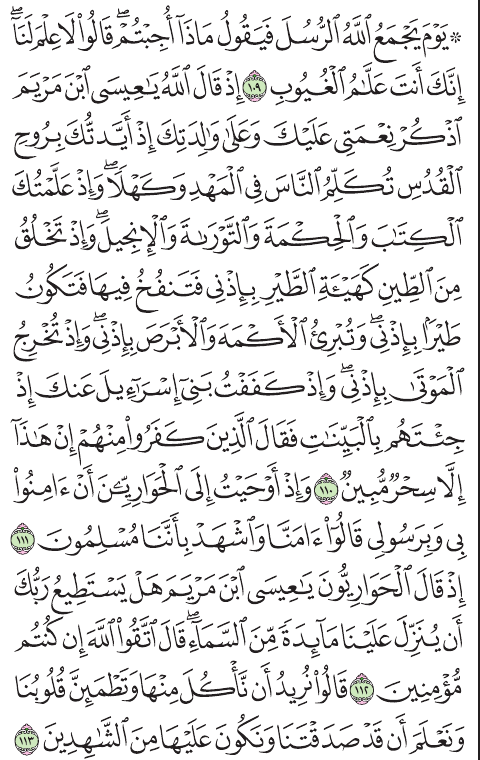 ۞ يَوْمَ يَجْمَعُ ٱللَّهُ ٱلرُّسُلَ فَيَقُولُ مَاذَآ أُجِبْتُمْ ۖ قَالُوا۟ لَا عِلْمَ لَنَآ ۖ
إِنَّكَ أَنتَ عَلَّـٰمُ ٱلْغُيُوبِ ١٠٩ إِذْ قَالَ ٱللَّهُ يَـٰعِيسَى ٱبْنَ مَرْيَمَ
ٱذْكُرْ نِعْمَتِى عَلَيْكَ وَعَلَىٰ وَٰلِدَتِكَ إِذْ أَيَّدتُّكَ بِرُوحِ
ٱلْقُدُسِ تُكَلِّمُ ٱلنَّاسَ فِى ٱلْمَهْدِ وَكَهْلًا ۖ وَإِذْ عَلَّمْتُكَ
ٱلْكِتَـٰبَ وَٱلْحِكْمَةَ وَٱلتَّوْرَىٰةَ وَٱلْإِنجِيلَ ۖ وَإِذْ تَخْلُقُ
مِنَ ٱلطِّينِ كَهَيْـَٔةِ ٱلطَّيْرِ بِإِذْنِى فَتَنفُخُ فِيهَا فَتَكُونُ
طَيْرًۢا بِإِذْنِى ۖ وَتُبْرِئُ ٱلْأَكْمَهَ وَٱلْأَبْرَصَ بِإِذْنِى ۖ وَإِذْ تُخْرِجُ
ٱلْمَوْتَىٰ بِإِذْنِى ۖ وَإِذْ كَفَفْتُ بَنِىٓ إِسْرَٰٓءِيلَ عَنكَ إِذْ
جِئْتَهُم بِٱلْبَيِّنَـٰتِ فَقَالَ ٱلَّذِينَ كَفَرُوا۟ مِنْهُمْ إِنْ هَـٰذَآ
إِلَّا سِحْرٌ مُّبِينٌ ١١٠ وَإِذْ أَوْحَيْتُ إِلَى ٱلْحَوَارِيِّـۧنَ أَنْ ءَامِنُوا۟
بِى وَبِرَسُولِى قَالُوٓا۟ ءَامَنَّا وَٱشْهَدْ بِأَنَّنَا مُسْلِمُونَ ١١١
إِذْ قَالَ ٱلْحَوَارِيُّونَ يَـٰعِيسَى ٱبْنَ مَرْيَمَ هَلْ يَسْتَطِيعُ رَبُّكَ
أَن يُنَزِّلَ عَلَيْنَا مَآئِدَةً مِّنَ ٱلسَّمَآءِ ۖ قَالَ ٱتَّقُوا۟ ٱللَّهَ إِن كُنتُم
مُّؤْمِنِينَ ١١٢ قَالُوا۟ نُرِيدُ أَن نَّأْكُلَ مِنْهَا وَتَطْمَئِنَّ قُلُوبُنَا
وَنَعْلَمَ أَن قَدْ صَدَقْتَنَا وَنَكُونَ عَلَيْهَا مِنَ ٱلشَّـٰهِدِينَ ١١٣